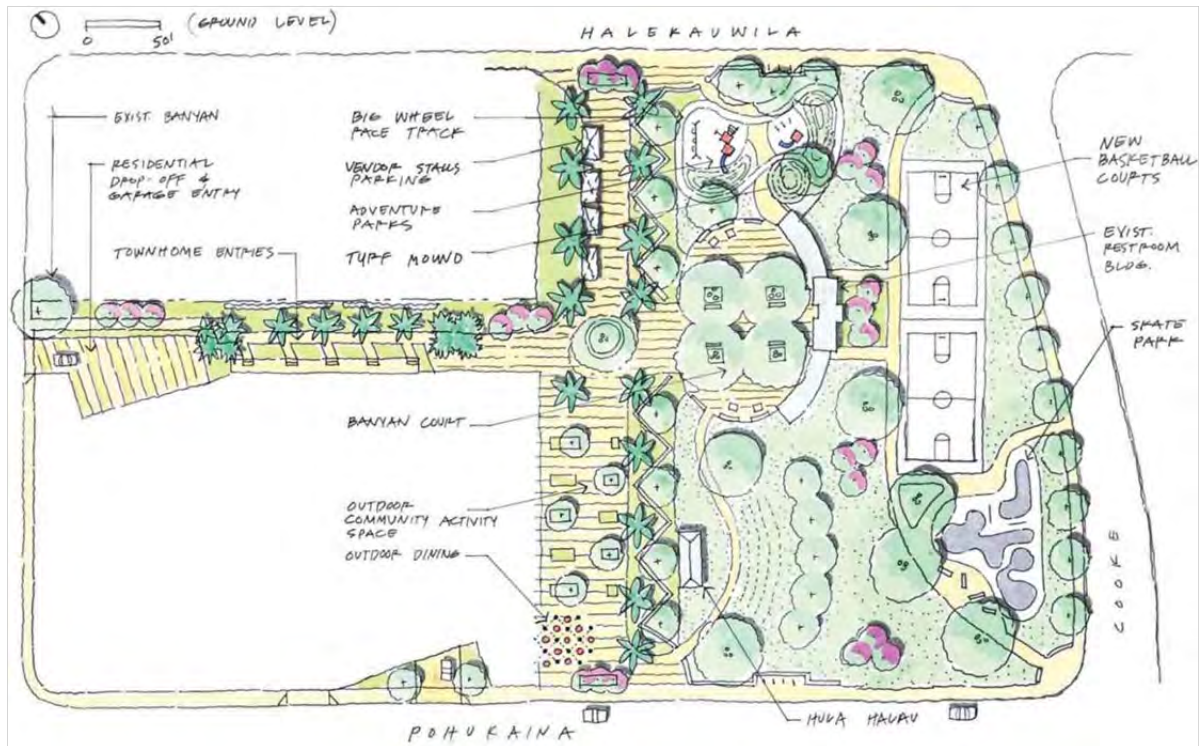 (GROUND LEVEL)
0 50'
HALEKAUWILA
EXIST. BANYAN
RESIDENTIAL
DROP-OFF &
GARAGE ENTRY
TOWNHOME ENTRIES
BIG WHEEL
RACE TRACK
VENDOR STALLS
PARKING
ADVENTURE
PARKS
TURF MOUND
NEW
BASKETBALL
COURTS
EXIST.
RESTROOM
BLDG.
SKATE
PARK
BANYAN COURT
OUTDOOR
COMMUNITY ACTIVITY
SPACE
OUTDOOR DINING
COOKE
HULA HALAU
POHUKAINA